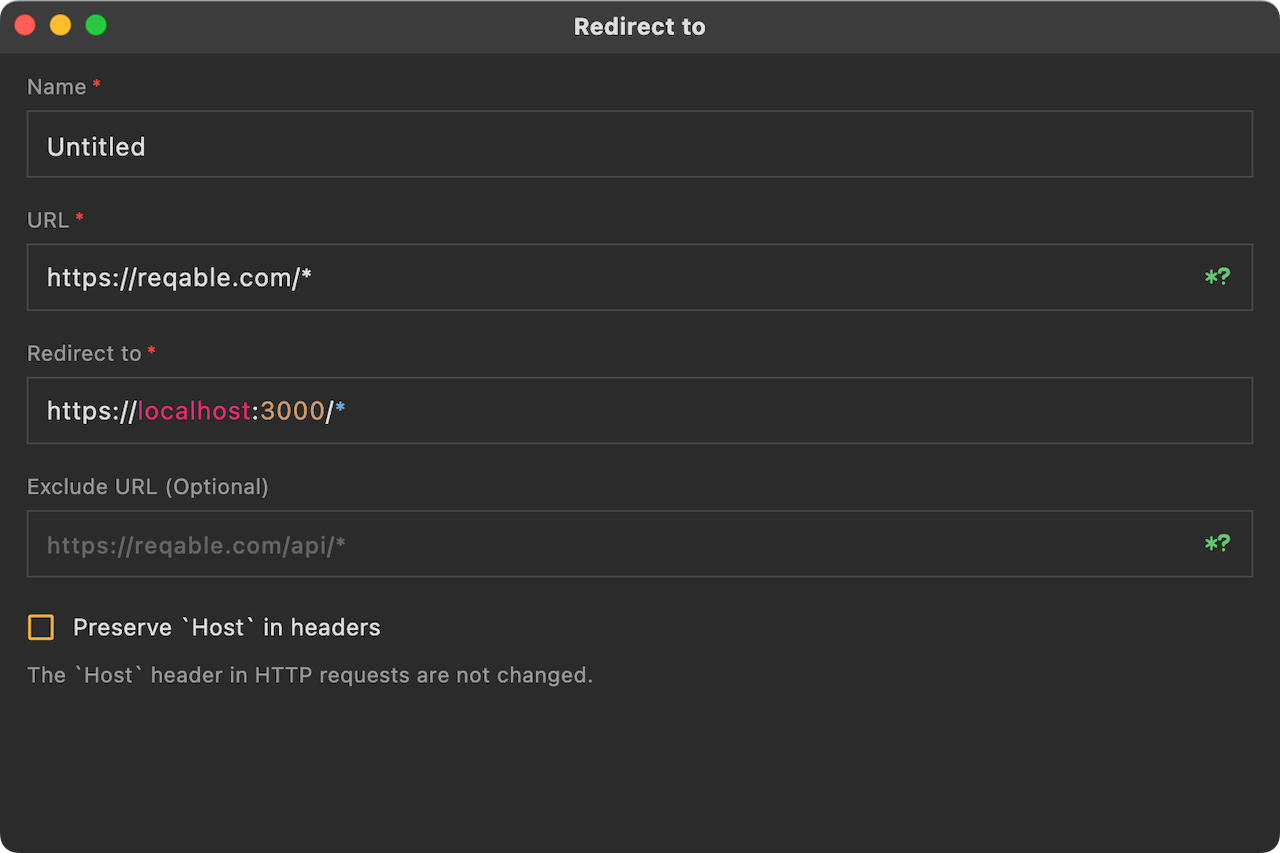 Redirect to
Name *
Untitled
URL *
https://reqable.com/*
*?
Redirect to *
https://localhost:3000/*
Exclude URL (Optional)
https://reqable.com/api/*
*?
Preserve `Host` in headers
The `Host` header in HTTP requests are not changed.